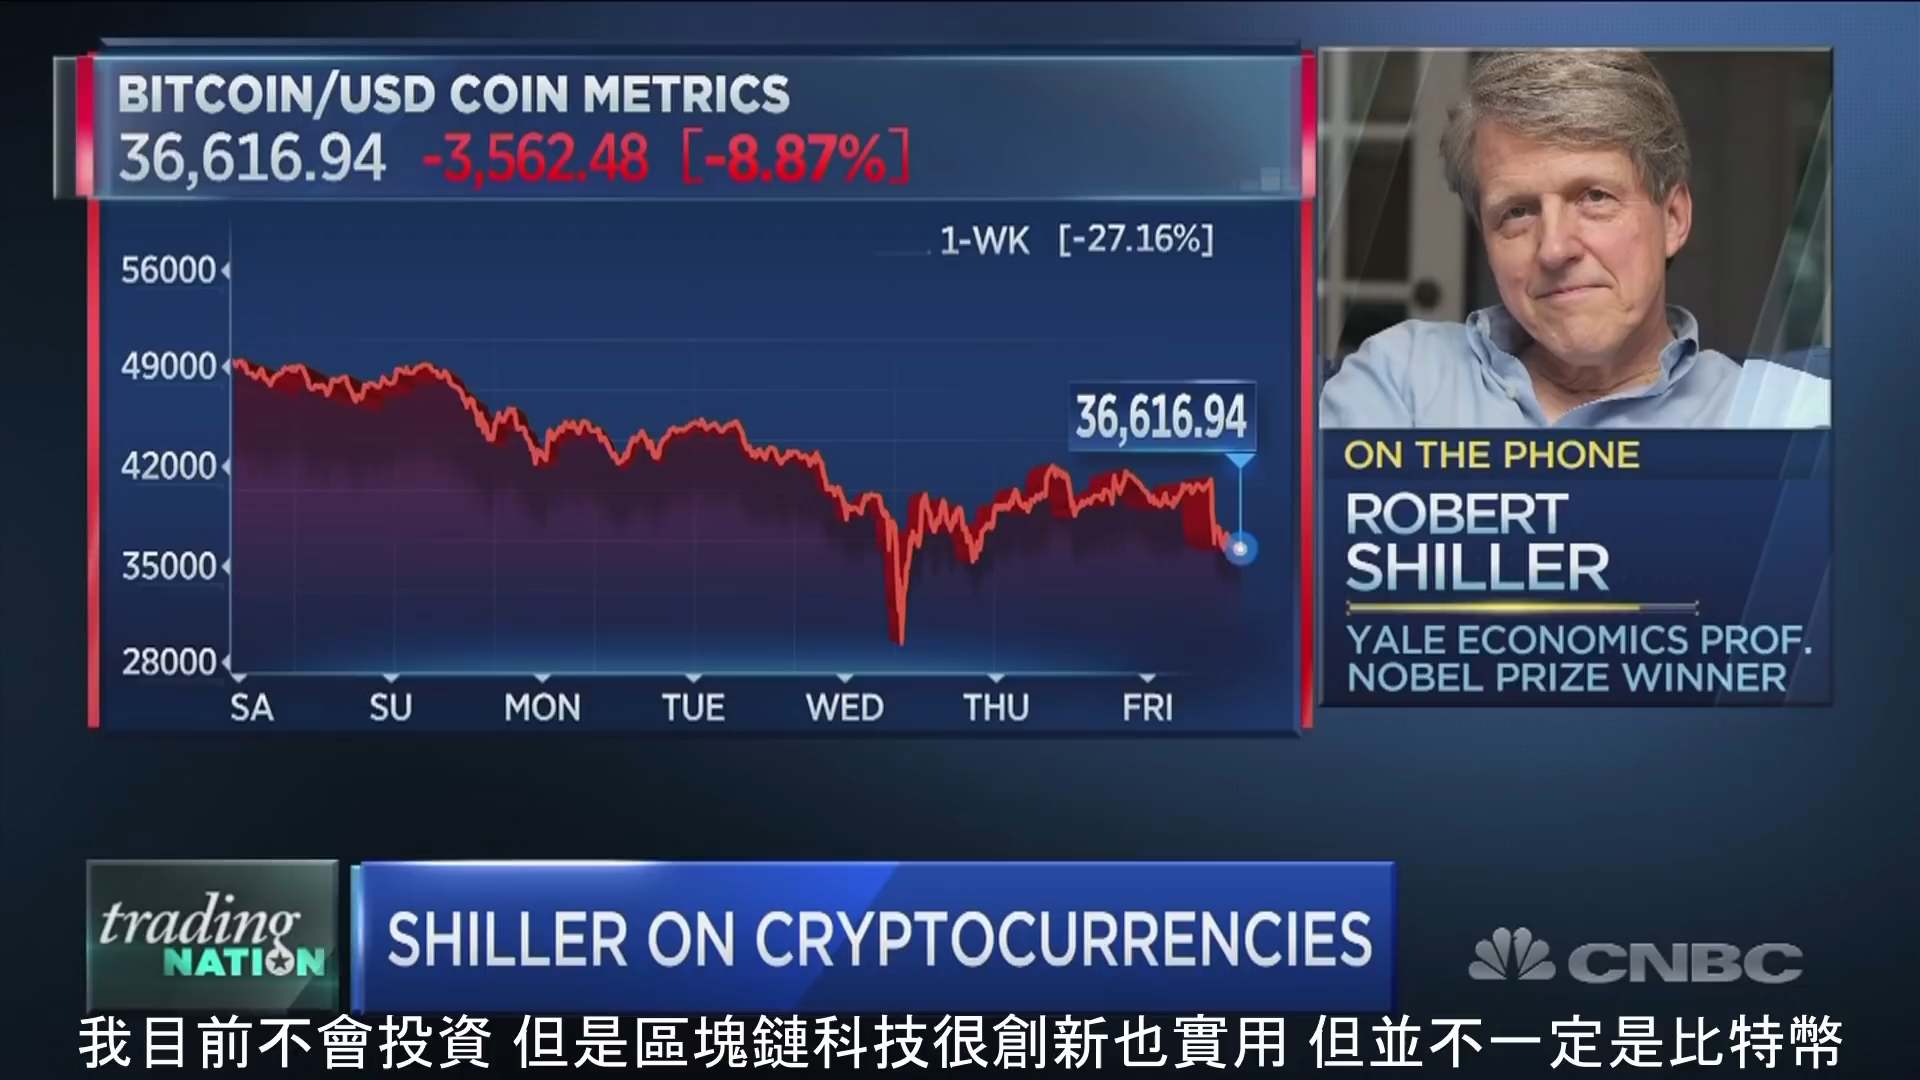 BITCOIN/USD COIN METRICS
36,616.94 -3,562.48 [-8.87%]
1-WK [-27.16%]
56000
49000
42000
35000
28000
36,616.94
SA SU MON TUE WED THU FRI
ON THE PHONE
ROBERT
SHILLER
YALE ECONOMICS PROF.
NOBEL PRIZE WINNER
trading
NATION
SHILLER ON CRYPTOCURRENCIES
CNBC
我目前不會投資 但是區塊鏈科技很創新也實用 但並不一定是比特幣